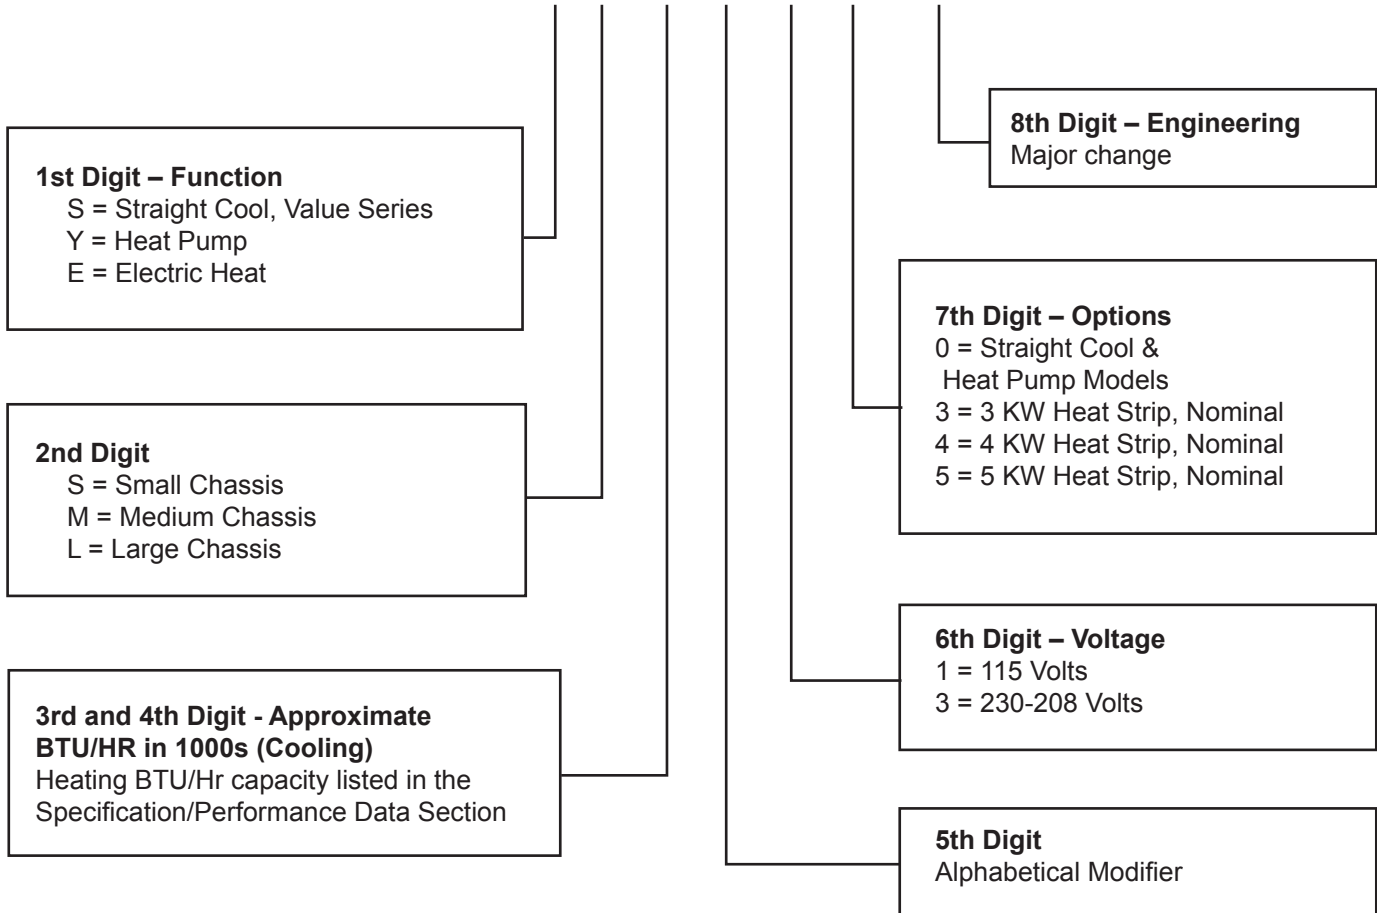 1st Digit – Function
S = Straight Cool, Value Series
Y = Heat Pump
E = Electric Heat
2nd Digit
S = Small Chassis
M = Medium Chassis
L = Large Chassis
3rd and 4th Digit - Approximate
BTU/HR in 1000s (Cooling)
Heating BTU/Hr capacity listed in the
Specification/Performance Data Section
8th Digit – Engineering
Major change
7th Digit – Options
0 = Straight Cool &
Heat Pump Models
3 = 3 KW Heat Strip, Nominal
4 = 4 KW Heat Strip, Nominal
5 = 5 KW Heat Strip, Nominal
6th Digit – Voltage
1 = 115 Volts
3 = 230-208 Volts
5th Digit
Alphabetical Modifier